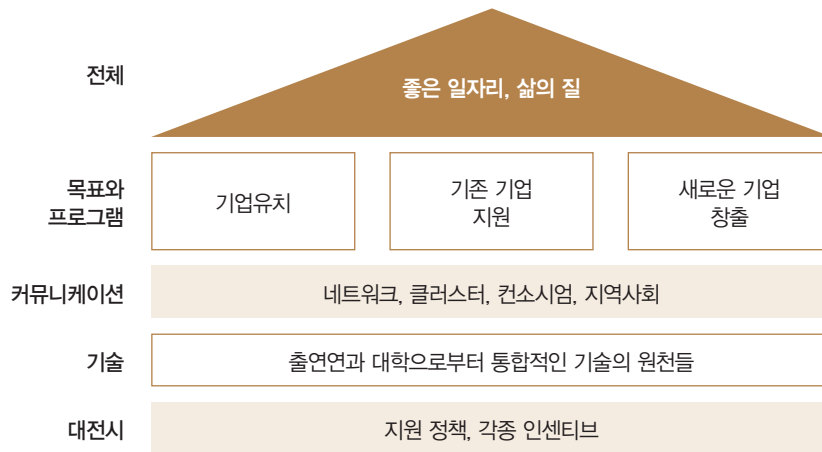 전체
좋은 일자리, 삶의 질
목표와
프로그램
기업유치
기존 기업
지원
새로운 기업
창출
커뮤니케이션
네트워크, 클러스터, 컨소시엄, 지역사회
기술
출연연과 대학으로부터 통합적인 기술의 원천들
대전시
지원 정책, 각종 인센티브